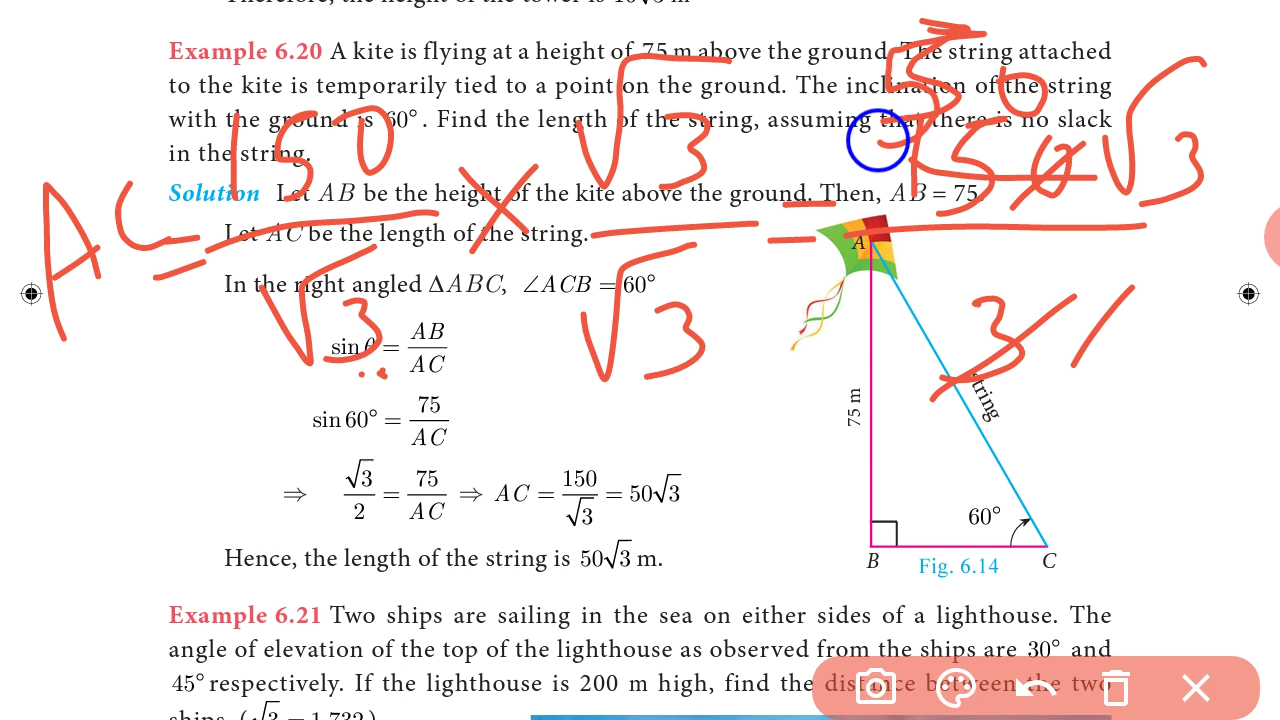 Therefore, the height of the tower is 10√3 m
Example 6.20 A kite is flying at a height of 75 m above the ground. The string attached
to the kite is temporarily tied to a point on the ground. The inclination of the string
with the ground is 60°. Find the length of the string, assuming that there is no slack
in the string.
Solution Let AB be the height of the kite above the ground. Then, AB = 75.
Let AC be the length of the string.
In the right angled ΔABC, ∠ACB = 60°
sin θ = AB/AC
sin 60° = 75/AC
⇒ √3/2 = 75/AC ⇒ AC = 150/√3 = 50√3
Hence, the length of the string is 50√3 m.
A
75 m
String
60°
B
C
Fig. 6.14
AC = 150/√3 × √3/√3 = 150√3/3
50
Example 6.21 Two ships are sailing in the sea on either sides of a lighthouse. The
angle of elevation of the top of the lighthouse as observed from the ships are 30° and
45° respectively. If the lighthouse is 200 m high, find the distance between the two
ships. (√3 = 1.732)